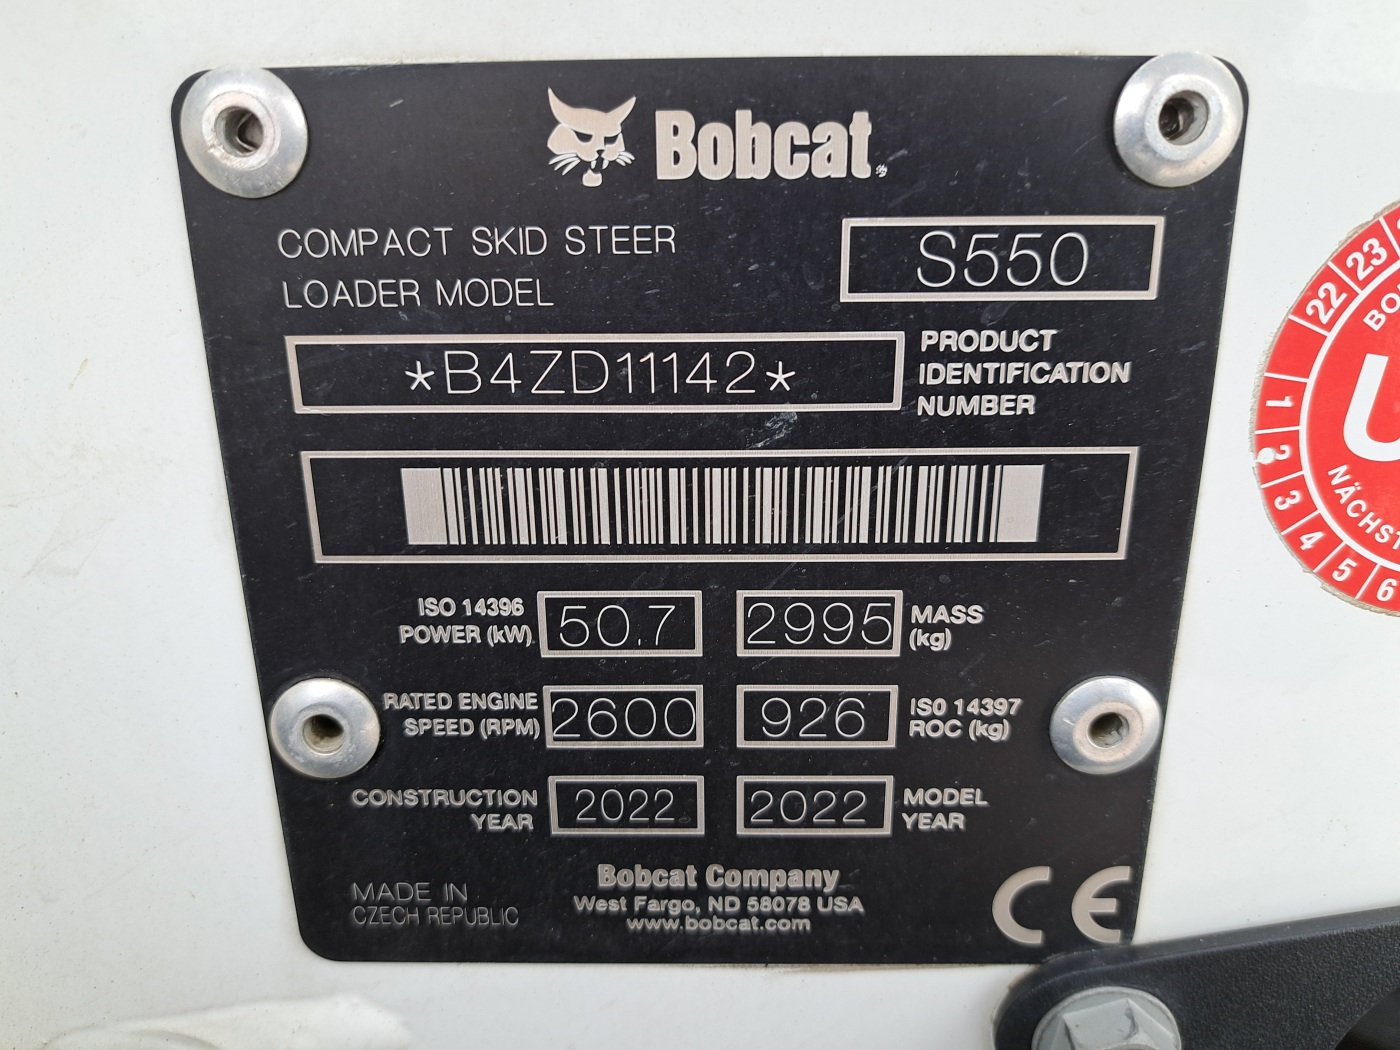 Bobcat
COMPACT SKID STEER
LOADER MODEL
S550
*B4ZD11142*
PRODUCT
IDENTIFICATION
NUMBER
ISO 14396
POWER (kW)
50.7
2995
MASS
(kg)
RATED ENGINE
SPEED (RPM)
2600
926
ISO 14397
ROC (kg)
CONSTRUCTION
YEAR
2022
2022
MODEL
YEAR
MADE IN
CZECH REPUBLIC
Bobcat Company
West Fargo, ND 58078 USA
www.bobcat.com
CE
22 23
1 2 3 4 5 6